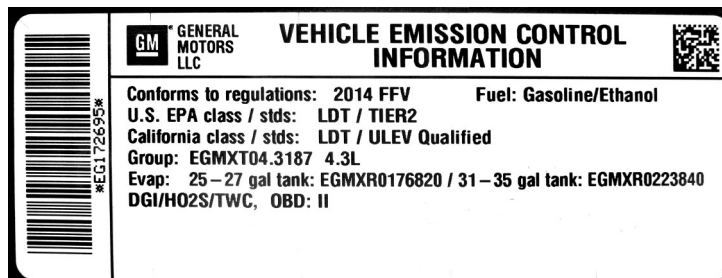 *EG172695*
GM
GENERAL
MOTORS
LLC
VEHICLE EMISSION CONTROL
INFORMATION
Conforms to regulations: 2014 FFV Fuel: Gasoline/Ethanol
U.S. EPA class / stds: LDT / TIER2
California class / stds: LDT / ULEV Qualified
Group: EGMXT04.3187 4.3L
Evap: 25–27 gal tank: EGMXR0176820 / 31–35 gal tank: EGMXR0223840
DGI/HO2S/TWC, OBD: II